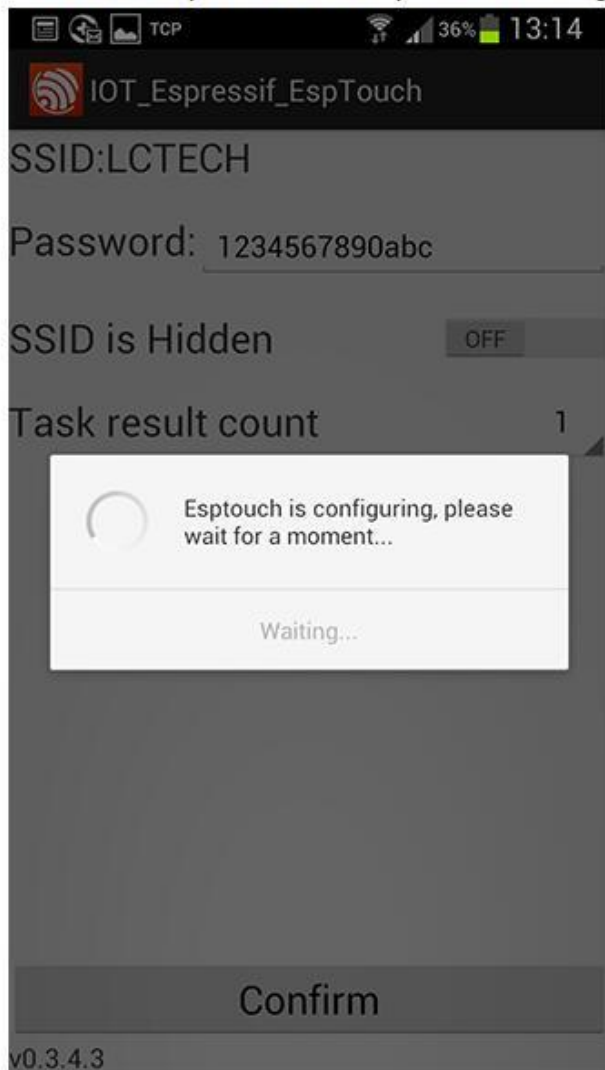 TCP 36% 13:14
IOT_Espressif_EspTouch
SSID:LCTECH
Password: 1234567890abc
SSID is Hidden OFF
Task result count 1
Esptouch is configuring, please
wait for a moment...
Waiting...
Confirm
v0.3.4.3